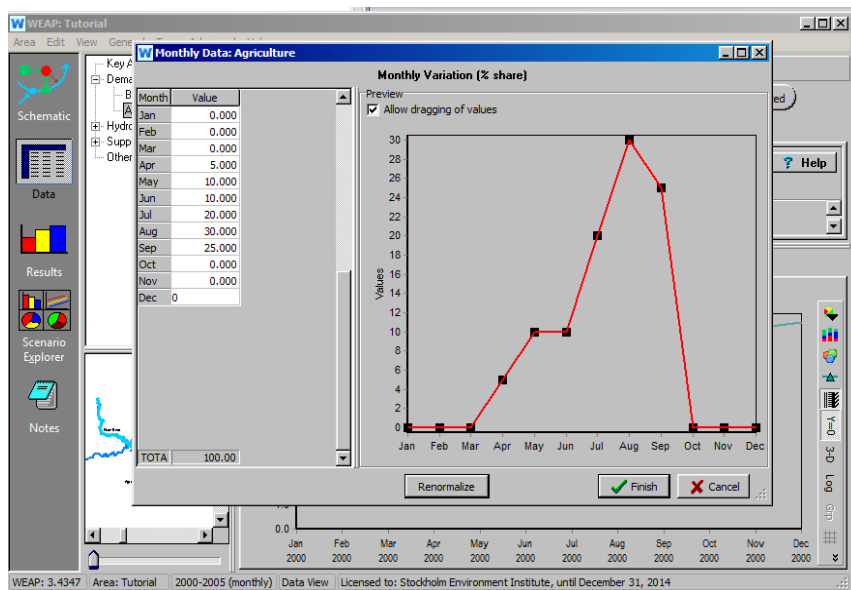 WEAP: Tutorial
Area Edit View
Monthly Data: Agriculture
Monthly Variation (% share)
Key A
Dema
B
A
Hydro
Supp
Other
Schematic
Data
Results
Scenario
Explorer
Notes
Month Value
Jan 0.000
Feb 0.000
Mar 0.000
Apr 5.000
May 10.000
Jun 10.000
Jul 20.000
Aug 30.000
Sep 25.000
Oct 0.000
Nov 0.000
Dec 0
TOTA 100.00
Preview
Allow dragging of values
Values
30
28
26
24
22
20
18
16
14
12
10
8
6
4
2
0
Jan Feb Mar Apr May Jun Jul Aug Sep Oct Nov Dec
Renormalize Finish Cancel
ed
? Help
Y=0
3-D
Log
Grp
0.0
Jan Feb Mar Apr May Jun Jul Aug Sep Oct Nov Dec
2000 2000 2000 2000 2000 2000 2000 2000 2000 2000 2000 2000
WEAP: 3.4347 Area: Tutorial 2000-2005 (monthly) Data View Licensed to: Stockholm Environment Institute, until December 31, 2014